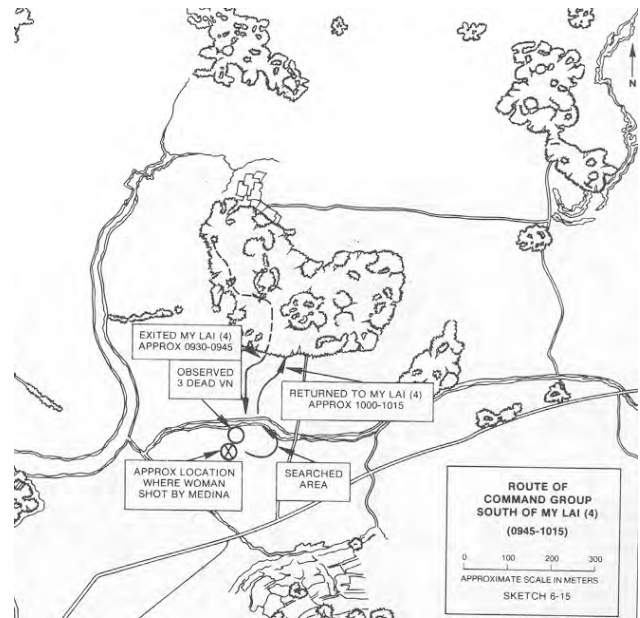 N
EXITED MY LAI (4)
APPROX 0930-0945
OBSERVED
3 DEAD VN
RETURNED TO MY LAI (4)
APPROX 1000-1015
APPROX LOCATION
WHERE WOMAN
SHOT BY MEDINA
SEARCHED
AREA
ROUTE OF
COMMAND GROUP
SOUTH OF MY LAI (4)
(0945-1015)
0 100 200 300
APPROXIMATE SCALE IN METERS
SKETCH 6-15